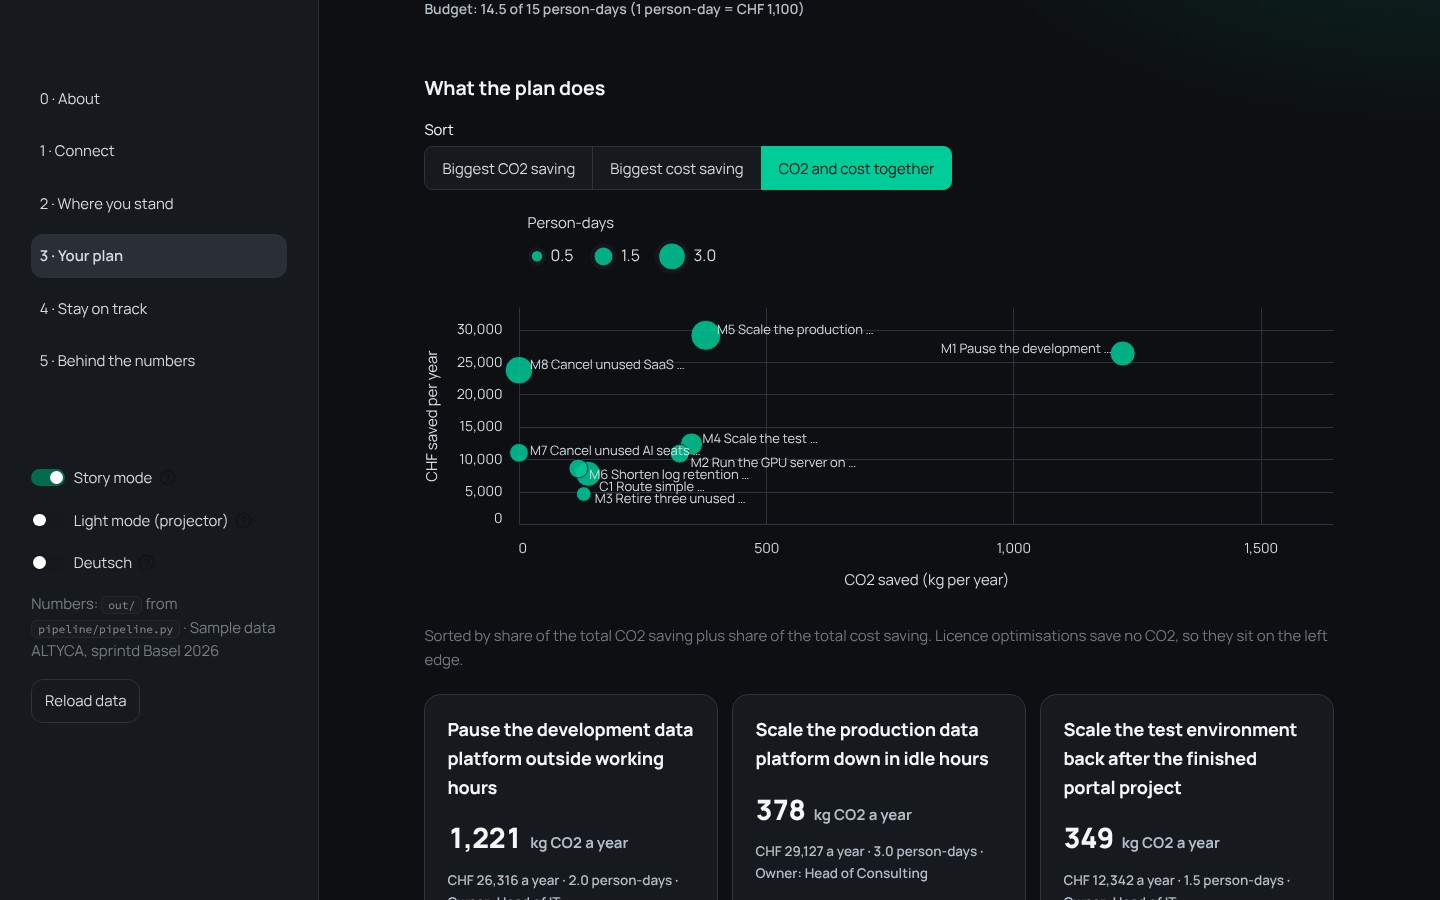 Budget: 14.5 of 15 person-days (1 person-day = CHF 1,100)
0 · About
1 · Connect
2 · Where you stand
3 · Your plan
4 · Stay on track
5 · Behind the numbers
Story mode
Light mode (projector)
Deutsch
Numbers: out/ from
pipeline/pipeline.py · Sample data
ALTYCA, sprintd Basel 2026
Reload data
What the plan does
Sort
Biggest CO2 saving
Biggest cost saving
CO2 and cost together
Person-days
0.5
1.5
3.0
CHF saved per year
30,000
25,000
20,000
15,000
10,000
5,000
0
M5 Scale the production ...
M1 Pause the development ...
M8 Cancel unused SaaS ...
M4 Scale the test ...
M7 Cancel unused AI seats...
M2 Run the GPU server on ...
M6 Shorten log retention ...
C1 Route simple ...
M3 Retire three unused ...
0
500
1,000
1,500
CO2 saved (kg per year)
Sorted by share of the total CO2 saving plus share of the total cost saving. Licence optimisations save no CO2, so they sit on the left
edge.
Pause the development data
platform outside working
hours
1,221 kg CO2 a year
CHF 26,316 a year · 2.0 person-days ·
Owner: Head of IT
Scale the production data
platform down in idle hours
378 kg CO2 a year
CHF 29,127 a year · 3.0 person-days ·
Owner: Head of Consulting
Scale the test environment
back after the finished
portal project
349 kg CO2 a year
CHF 12,342 a year · 1.5 person-days ·
Owner: Head of IT